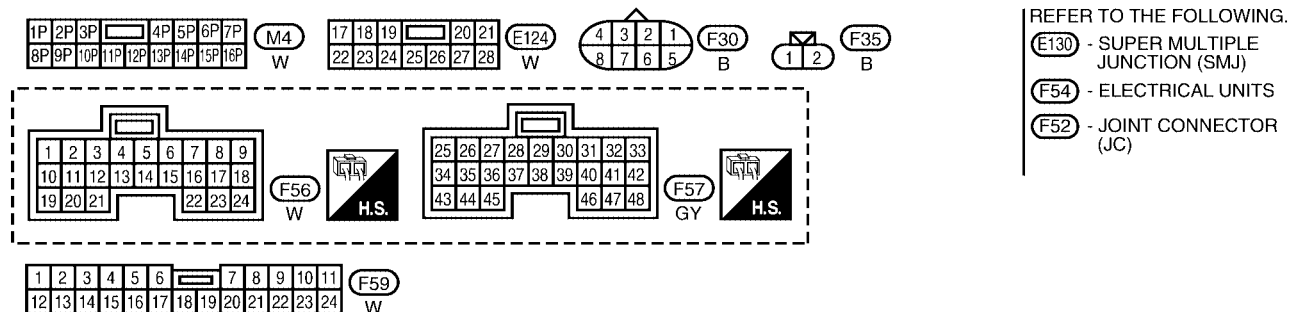 1P 2P 3P 4P 5P 6P 7P
8P 9P 10P 11P 12P 13P 14P 15P 16P
M4
W
17 18 19 20 21
22 23 24 25 26 27 28
E124
W
4 3 2 1
8 7 6 5
F30
B
1 2
F35
B
REFER TO THE FOLLOWING.
E130 - SUPER MULTIPLE
JUNCTION (SMJ)
F54 - ELECTRICAL UNITS
F52 - JOINT CONNECTOR
(JC)
1 2 3 4 5 6 7 8 9
10 11 12 13 14 15 16 17 18
19 20 21 22 23 24
F56
W
H.S.
25 26 27 28 29 30 31 32 33
34 35 36 37 38 39 40 41 42
43 44 45 46 47 48
F57
GY
H.S.
1 2 3 4 5 6 7 8 9 10 11
12 13 14 15 16 17 18 19 20 21 22 23 24
F59
W